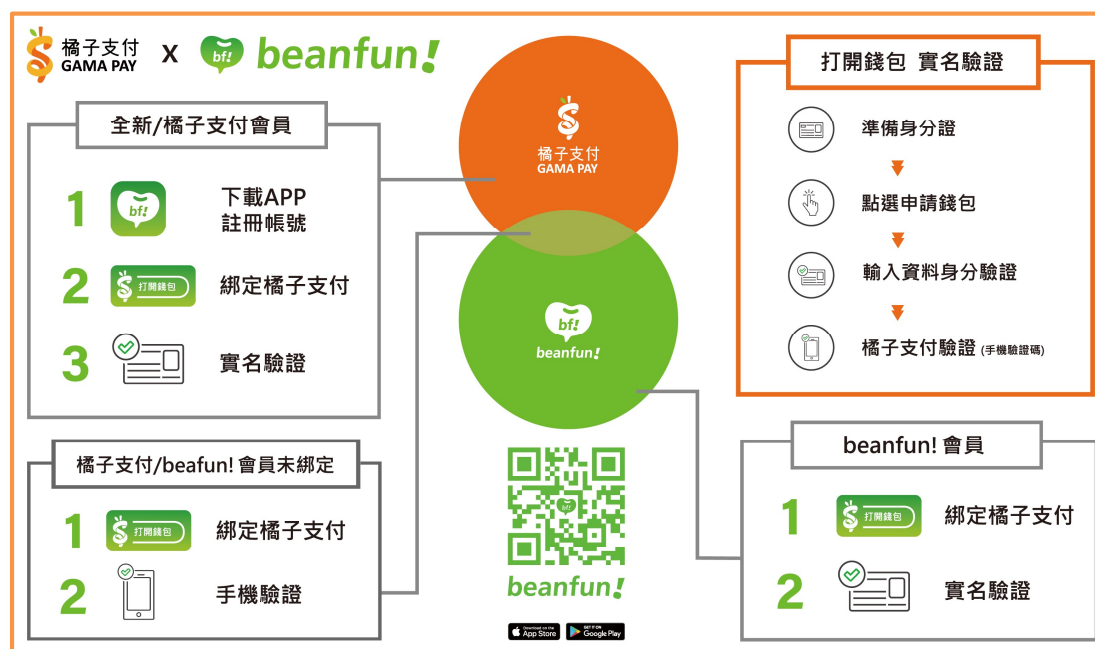 橘子支付
GAMA PAY
X
bf!
beanfun!
全新/橘子支付會員
1
bf!
下載APP
註冊帳號
2
打開錢包
綁定橘子支付
3
實名驗證
橘子支付/beafun! 會員未綁定
1
打開錢包
綁定橘子支付
2
手機驗證
橘子支付
GAMA PAY
bf!
beanfun!
bf!
beanfun!
Download on the
App Store
GET IT ON
Google Play
打開錢包 實名驗證
準備身分證
點選申請錢包
輸入資料身分驗證
橘子支付驗證 (手機驗證碼)
beanfun! 會員
1
打開錢包
綁定橘子支付
2
實名驗證